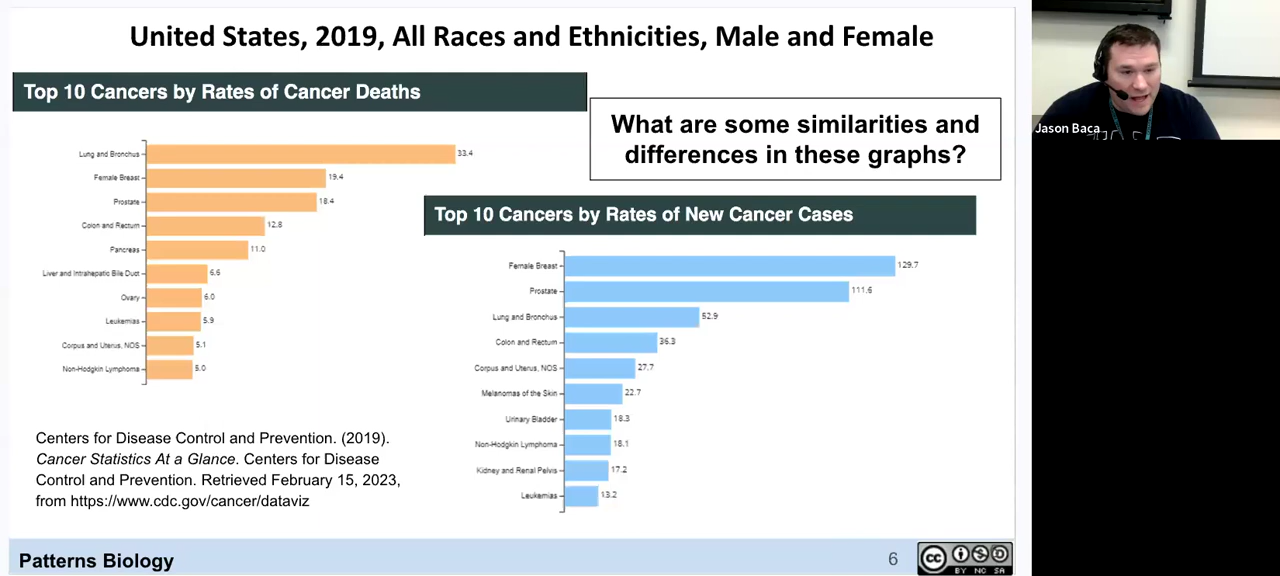 United States, 2019, All Races and Ethnicities, Male and Female
Top 10 Cancers by Rates of Cancer Deaths
Lung and Bronchus 33.4
Female Breast 19.4
Prostate 18.4
Colon and Rectum 12.8
Pancreas 11.0
Liver and Intrahepatic Bile Duct 6.6
Ovary 6.0
Leukemias 5.9
Corpus and Uterus, NOS 5.1
Non-Hodgkin Lymphoma 5.0
What are some similarities and
differences in these graphs?
Top 10 Cancers by Rates of New Cancer Cases
Female Breast 129.7
Prostate 111.6
Lung and Bronchus 52.9
Colon and Rectum 36.3
Corpus and Uterus, NOS 27.7
Melanomas of the Skin 22.7
Urinary Bladder 18.3
Non-Hodgkin Lymphoma 18.1
Kidney and Renal Pelvis 17.2
Leukemias 13.2
Centers for Disease Control and Prevention. (2019).
Cancer Statistics At a Glance. Centers for Disease
Control and Prevention. Retrieved February 15, 2023,
from https://www.cdc.gov/cancer/dataviz
Patterns Biology
6
cc
BY NC SA
Jason Baca